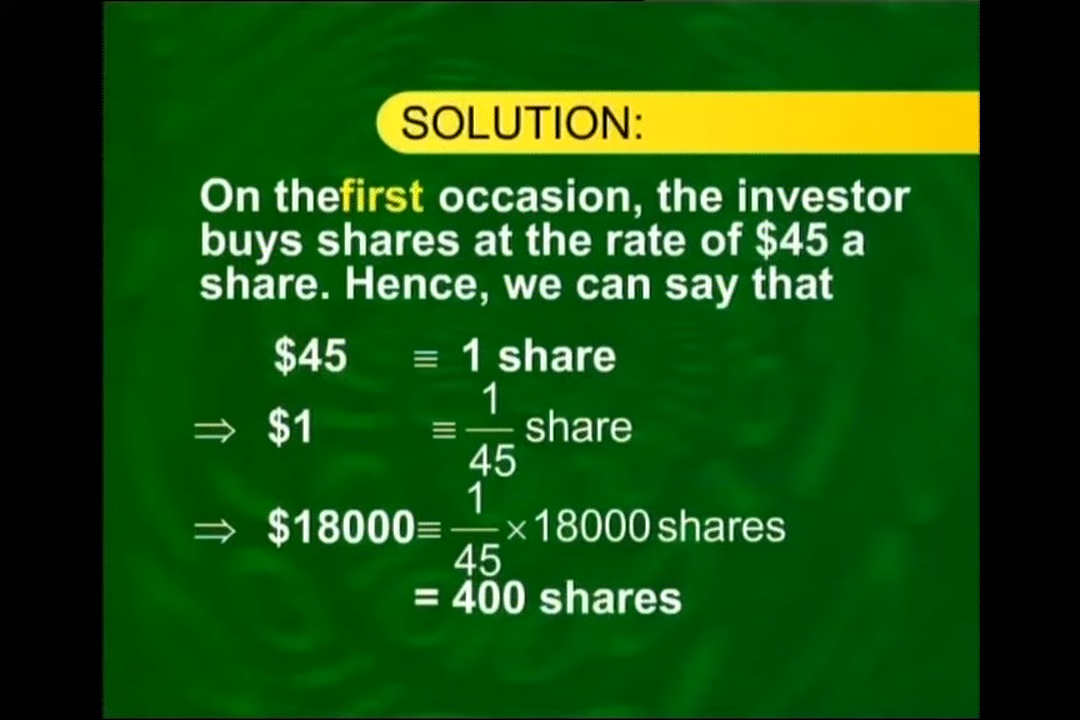 SOLUTION:
On thefirst occasion, the investor
buys shares at the rate of $45 a
share. Hence, we can say that
$45 ≡ 1 share
⇒ $1 ≡ 1/45 share
⇒ $18000≡ 1/45 ×18000 shares
= 400 shares